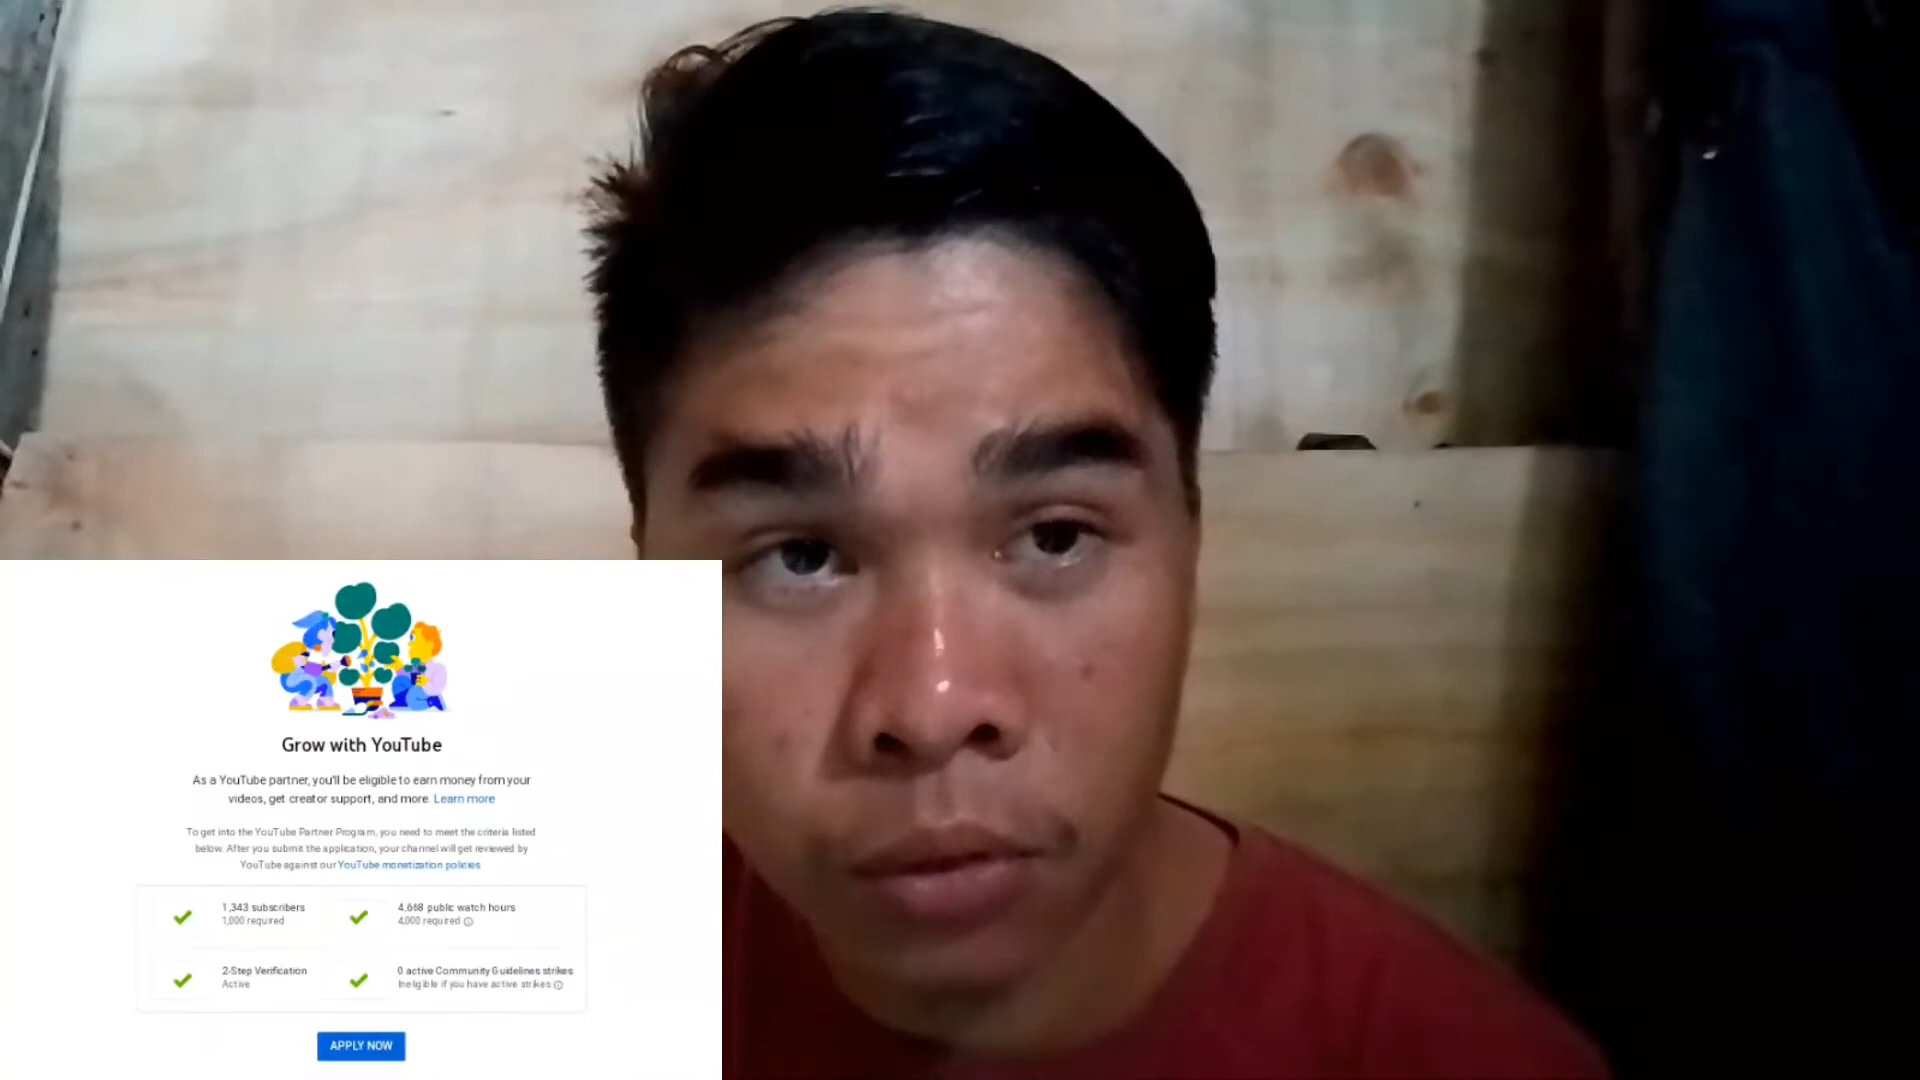 Grow with YouTube
As a YouTube partner, you'll be eligible to earn money from your
videos, get creator support, and more. Learn more
To get into the YouTube Partner Program, you need to meet the criteria listed
below. After you submit the application, your channel will get reviewed by
YouTube against our YouTube monetization policies
1,343 subscribers
1,000 required
4,668 public watch hours
4,000 required
2-Step Verification
Active
0 active Community Guidelines strikes
Ineligible if you have active strikes
APPLY NOW